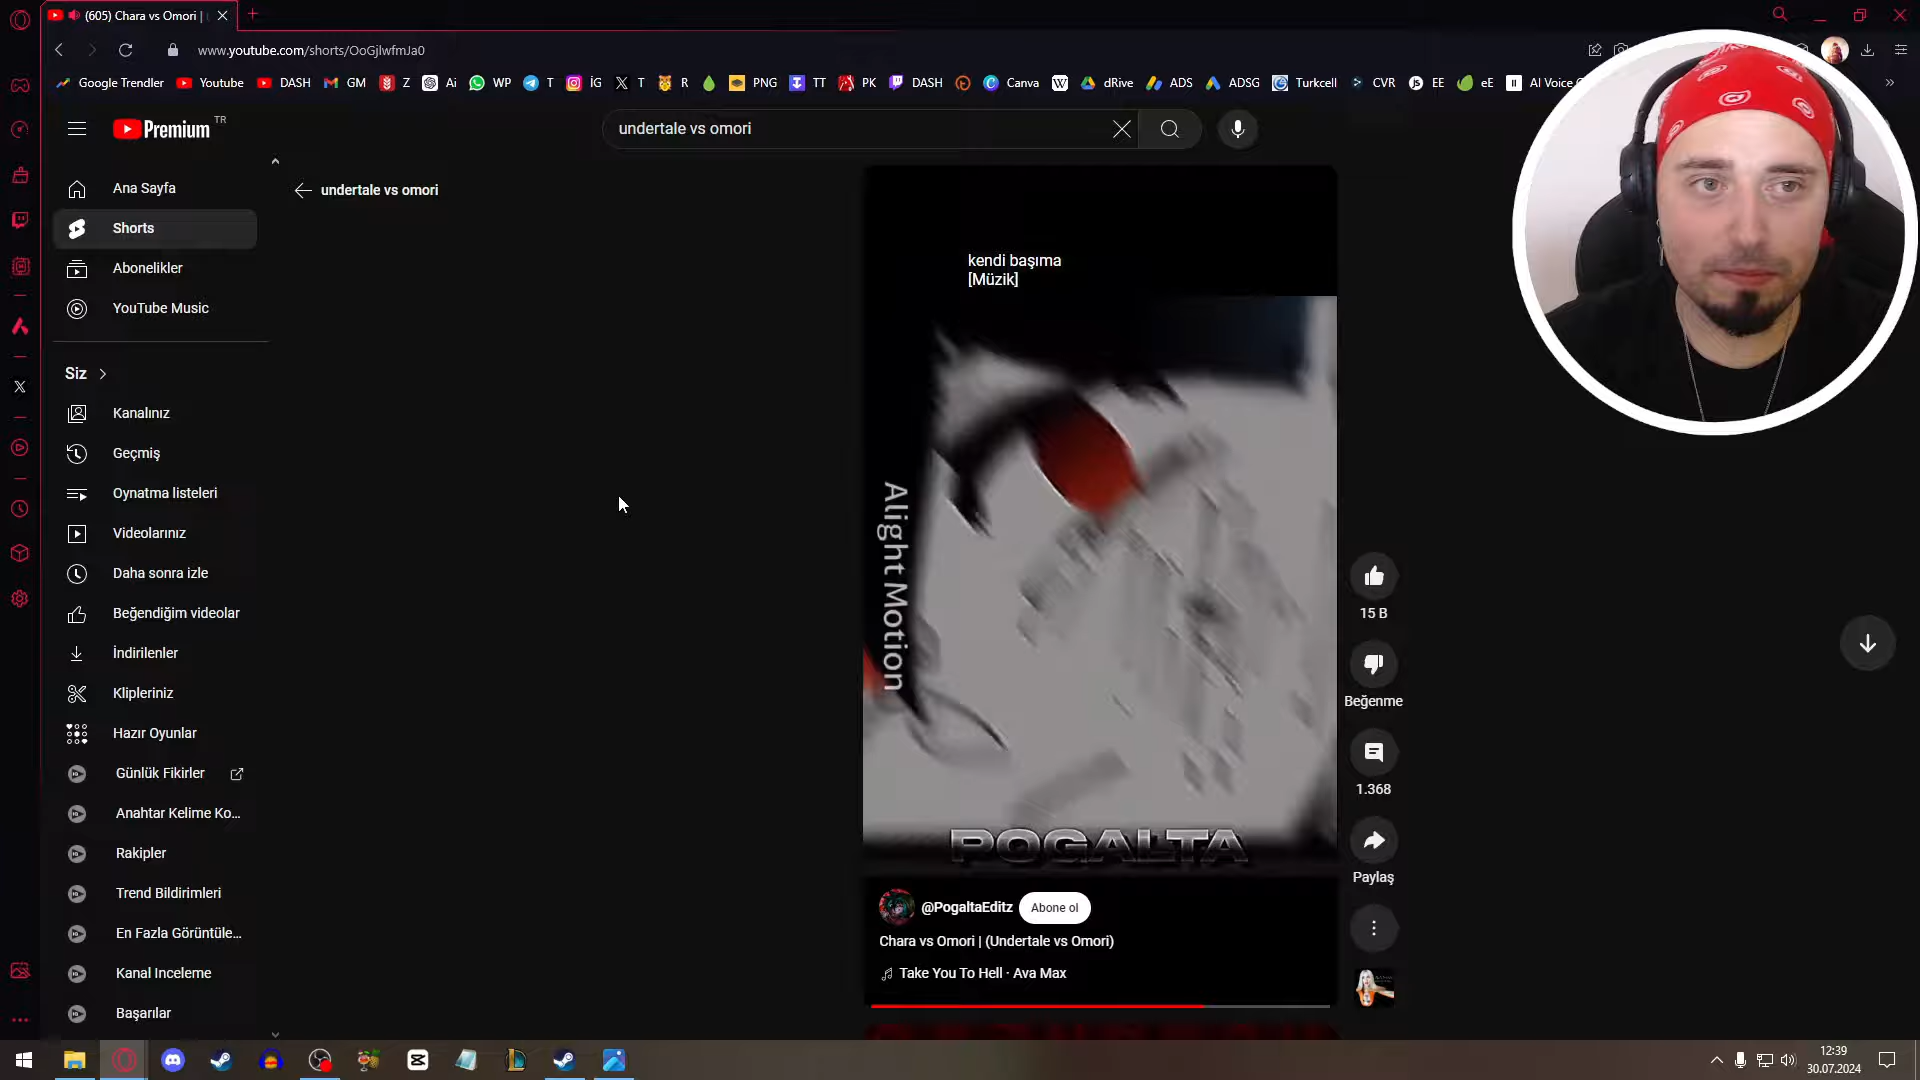 (605) Chara vs Omori |
www.youtube.com/shorts/OoGjlwfmJa0
Google Trendler
Youtube
DASH
GM
Z
Ai
WP
T
İG
T
R
PNG
TT
PK
DASH
Canva
dRive
ADS
ADSG
Turkcell
CVR
EE
eE
AI Voice
Premium TR
undertale vs omori
Ana Sayfa
Shorts
Abonelikler
YouTube Music
Siz
Kanalınız
Geçmiş
Oynatma listeleri
Videolarınız
Daha sonra izle
Beğendiğim videolar
İndirilenler
Klipleriniz
Hazır Oyunlar
Günlük Fikirler
Anahtar Kelime Ko...
Rakipler
Trend Bildirimleri
En Fazla Görüntüle...
Kanal Inceleme
Başarılar
undertale vs omori
kendi başıma
[Müzik]
Alight Motion
POGALTA
@PogaltaEditz
Abone ol
Chara vs Omori | (Undertale vs Omori)
Take You To Hell · Ava Max
15 B
Beğenme
1.368
Paylaş
12:39
30.07.2024